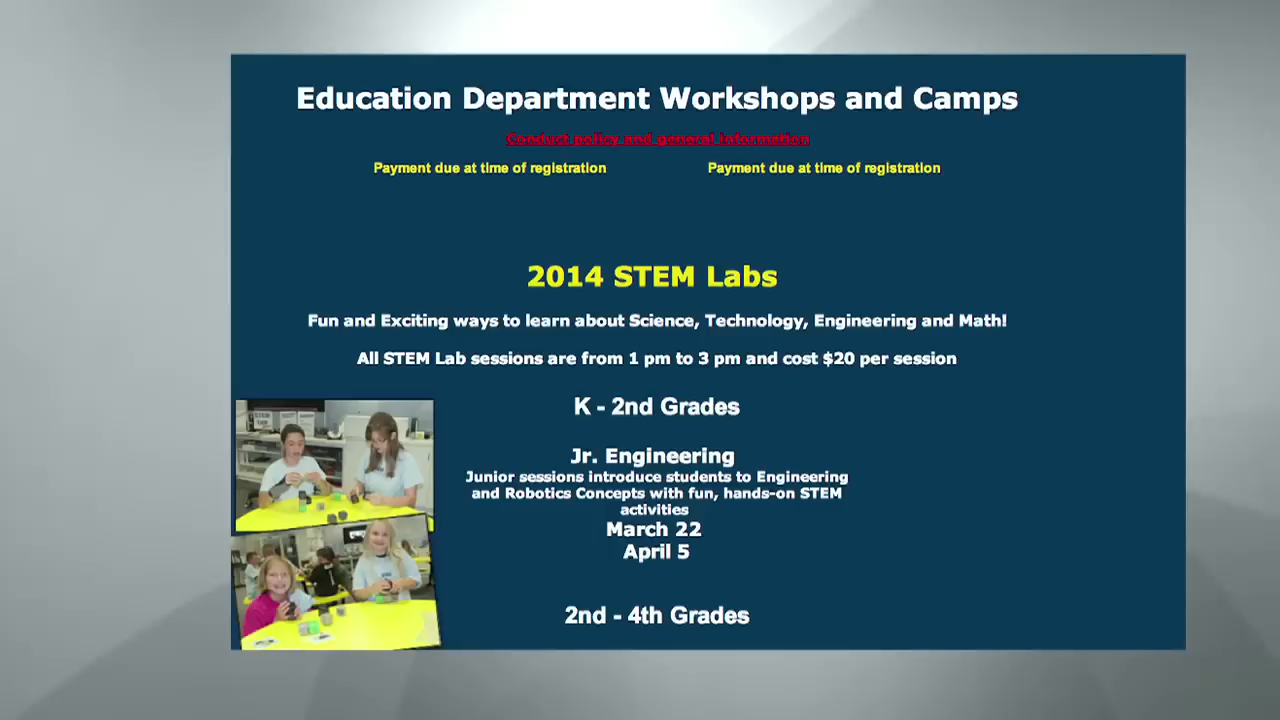 Education Department Workshops and Camps
Conduct policy and general information
Payment due at time of registration Payment due at time of registration
2014 STEM Labs
Fun and Exciting ways to learn about Science, Technology, Engineering and Math!
All STEM Lab sessions are from 1 pm to 3 pm and cost $20 per session
K - 2nd Grades
Jr. Engineering
Junior sessions introduce students to Engineering
and Robotics Concepts with fun, hands-on STEM
activities
March 22
April 5
2nd - 4th Grades